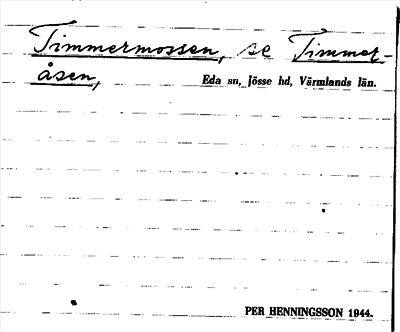 Timmermossen, se Timmer-
åsen,
Eda sn, Jösse hd, Värmlands län.
PER HENNINGSSON 1944.